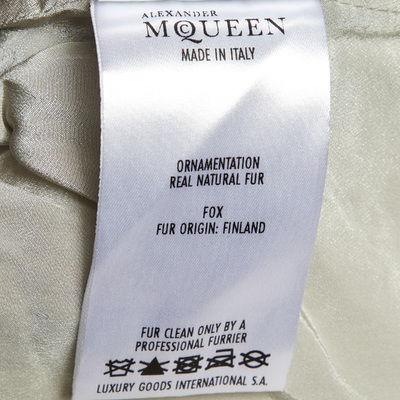 ALEXANDER
MCQUEEN
MADE IN ITALY
ORNAMENTATION
REAL NATURAL FUR
FOX
FUR ORIGIN: FINLAND
FUR CLEAN ONLY BY A
PROFESSIONAL FURRIER
LUXURY GOODS INTERNATIONAL S.A.